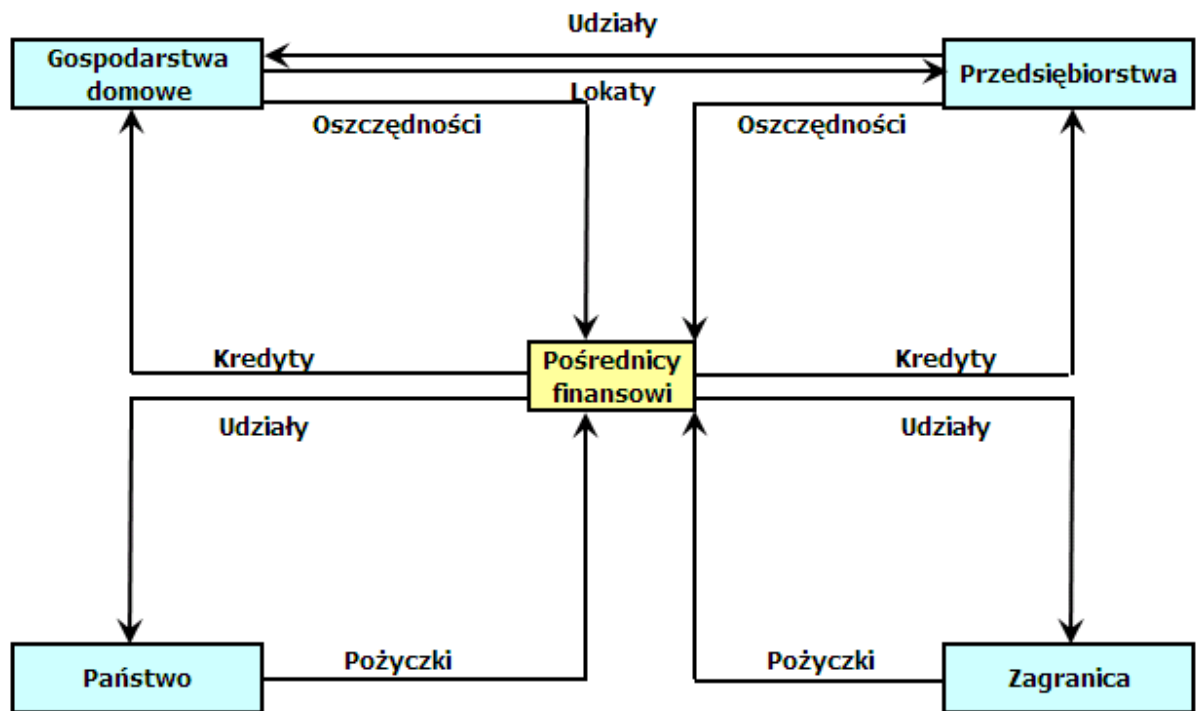 Udziały
Gospodarstwa
domowe
Przedsiębiorstwa
Lokaty
Oszczędności
Oszczędności
Kredyty
Pośrednicy
finansowi
Kredyty
Udziały
Udziały
Państwo
Pożyczki
Pożyczki
Zagranica